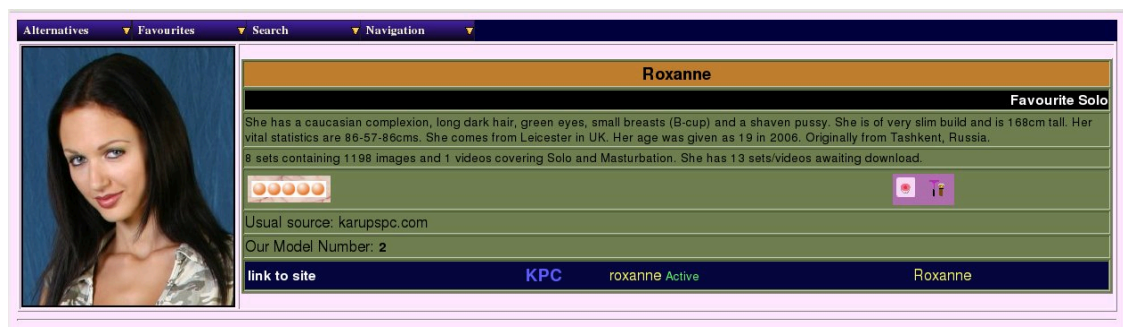 Alternatives Favourites Search Navigation
Roxanne
Favourite Solo
She has a caucasian complexion, long dark hair, green eyes, small breasts (B-cup) and a shaven pussy. She is of very slim build and is 168cm tall. Her
vital statistics are 86-57-86cms. She comes from Leicester in UK. Her age was given as 19 in 2006. Originally from Tashkent, Russia.
8 sets containing 1198 images and 1 videos covering Solo and Masturbation. She has 13 sets/videos awaiting download.
Usual source: karupspc.com
Our Model Number: 2
link to site KPC roxanne Active Roxanne